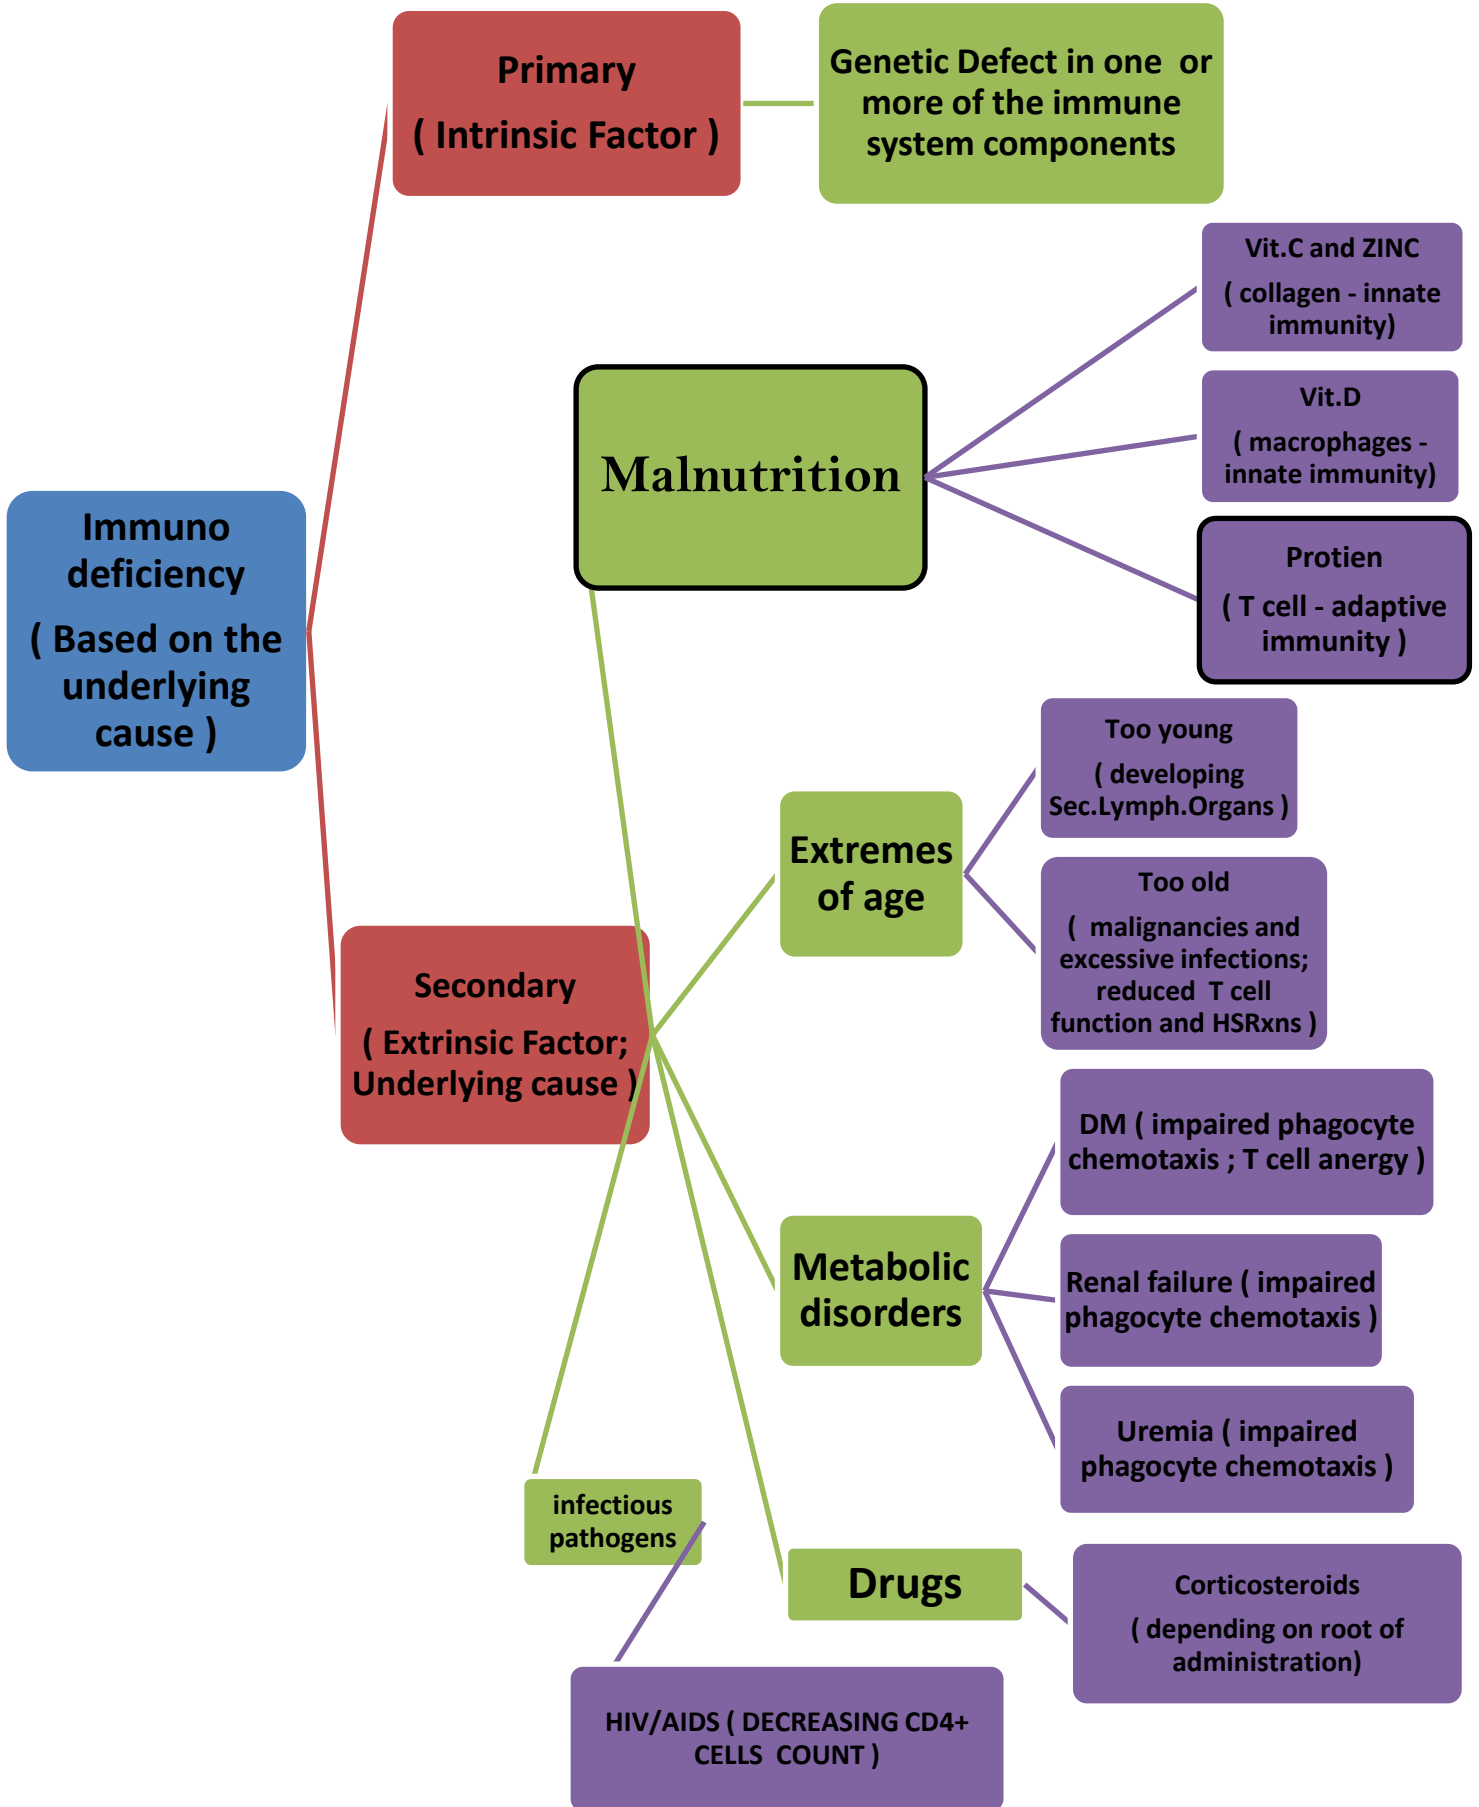 Primary
( Intrinsic Factor )
Genetic Defect in one or
more of the immune
system components
Immuno
deficiency
( Based on the
underlying
cause )
Malnutrition
Vit.C and ZINC
( collagen - innate
immunity)
Vit.D
( macrophages -
innate immunity)
Protien
( T cell - adaptive
immunity )
Secondary
( Extrinsic Factor;
Underlying cause )
Extremes
of age
Too young
( developing
Sec.Lymph.Organs )
Too old
( malignancies and
excessive infections;
reduced T cell
function and HSRxns )
Metabolic
disorders
DM ( impaired phagocyte
chemotaxis ; T cell anergy )
Renal failure ( impaired
phagocyte chemotaxis )
Uremia ( impaired
phagocyte chemotaxis )
infectious
pathogens
Drugs
Corticosteroids
( depending on root of
administration)
HIV/AIDS ( DECREASING CD4+
CELLS COUNT )